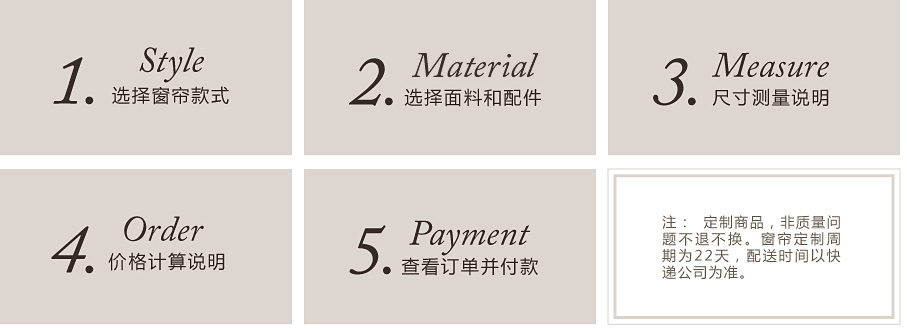 1. Style
选择窗帘款式
2. Material
选择面料和配件
3. Measure
尺寸测量说明
4. Order
价格计算说明
5. Payment
查看订单并付款
注： 定制商品，非质量问
题不退不换。窗帘定制周
期为22天，配送时间以快
递公司为准。